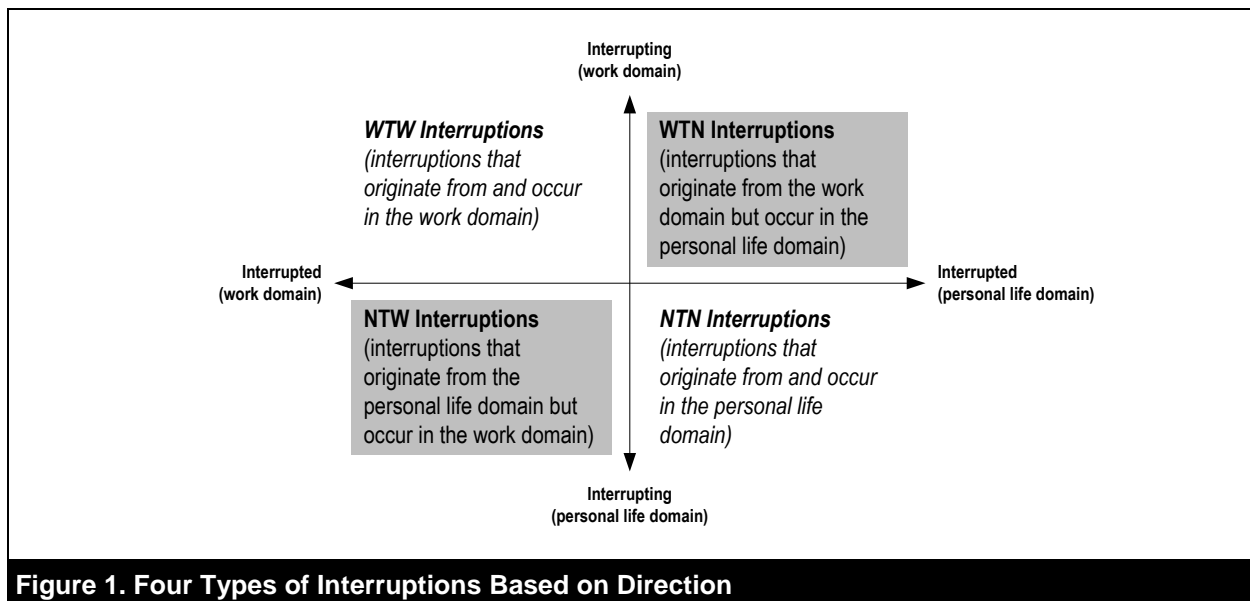 Interrupting
(work domain)
WTW Interruptions
(interruptions that
originate from and occur
in the work domain)
WTN Interruptions
(interruptions that
originate from the work
domain but occur in the
personal life domain)
Interrupted
(work domain)
Interrupted
(personal life domain)
NTW Interruptions
(interruptions that
originate from the
personal life domain but
occur in the work domain)
NTN Interruptions
(interruptions that
originate from and occur
in the personal life
domain)
Interrupting
(personal life domain)
Figure 1. Four Types of Interruptions Based on Direction